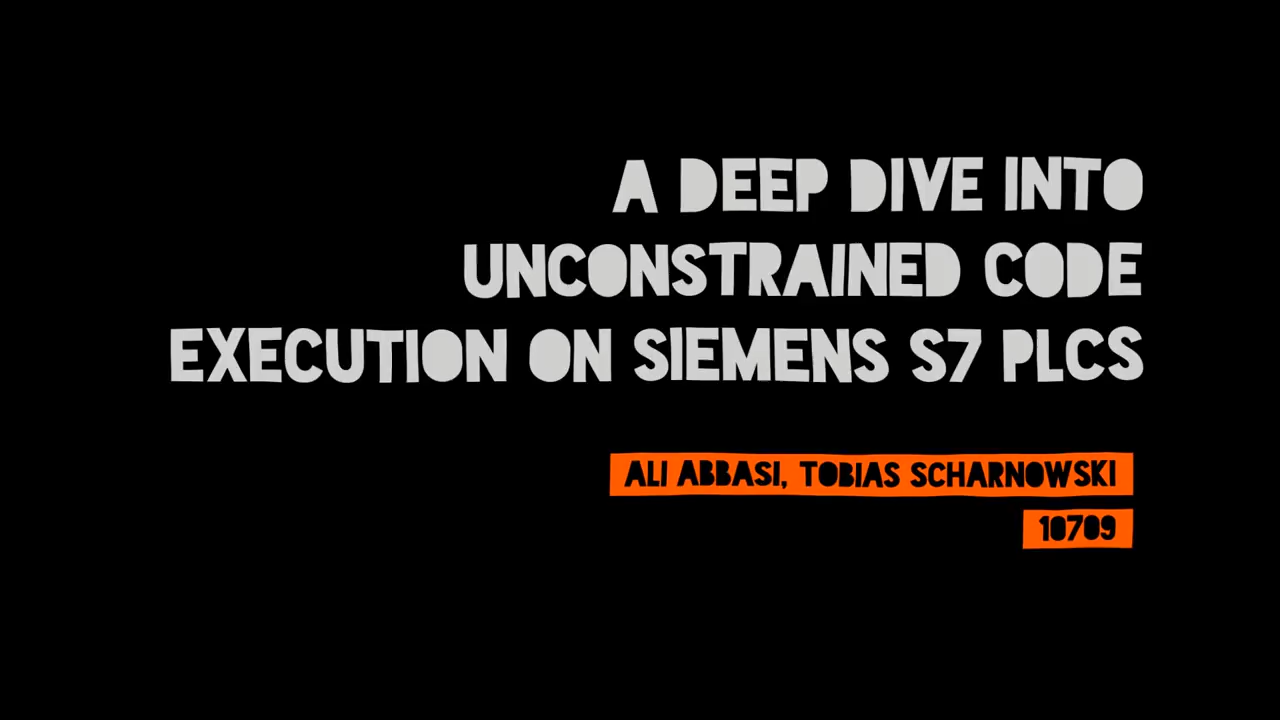 A DEEP DIVE INTO
UNCONSTRAINED CODE
EXECUTION ON SIEMENS S7 PLCS
ALI ABBASI, TOBIAS SCHARNOWSKI
10709